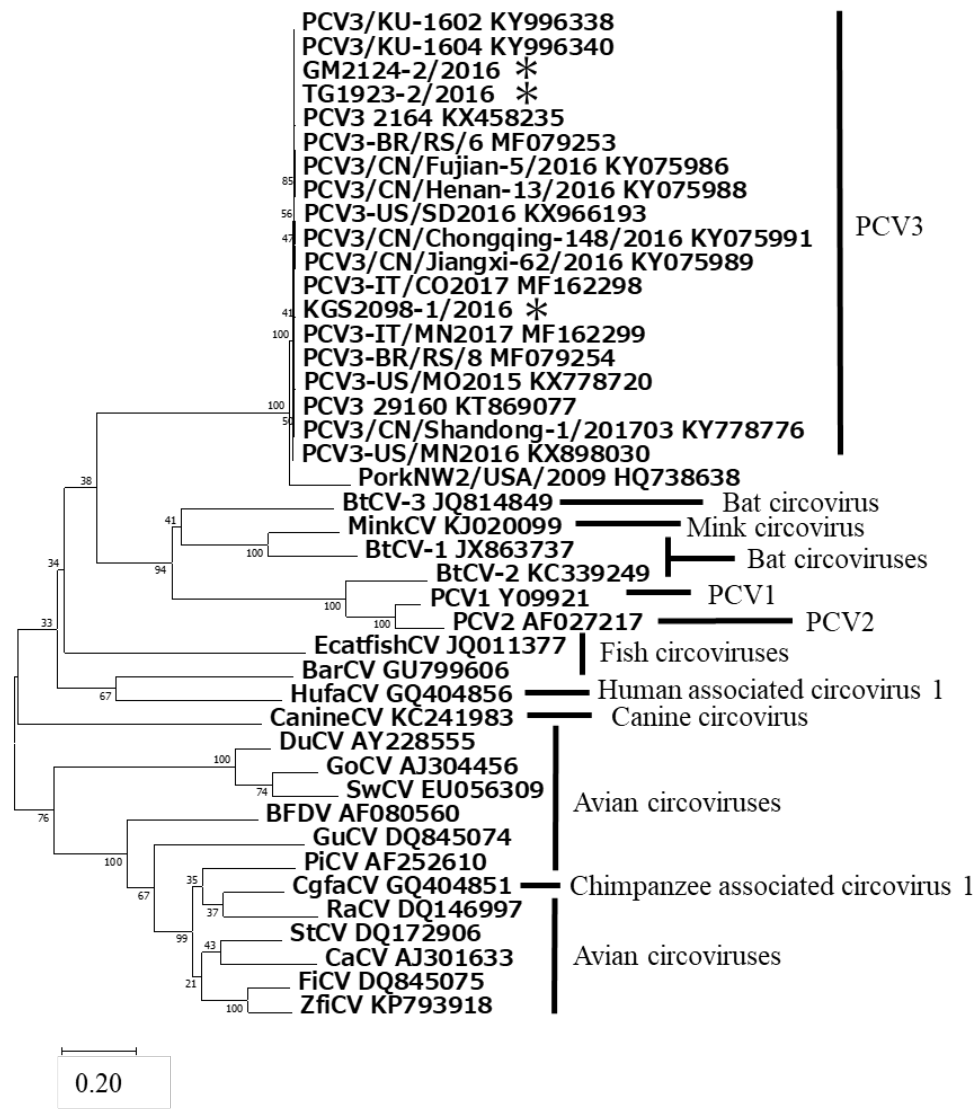 PCV3/KU-1602 KY996338
PCV3/KU-1604 KY996340
GM2124-2/2016 *
TG1923-2/2016 *
PCV3 2164 KX458235
PCV3-BR/RS/6 MF079253
PCV3/CN/Fujian-5/2016 KY075986
85
PCV3/CN/Henan-13/2016 KY075988
56
PCV3-US/SD2016 KX966193
PCV3
47
PCV3/CN/Chongqing-148/2016 KY075991
PCV3/CN/Jiangxi-62/2016 KY075989
PCV3-IT/CO2017 MF162298
41
KGS2098-1/2016 *
100
PCV3-IT/MN2017 MF162299
PCV3-BR/RS/8 MF079254
PCV3-US/MO2015 KX778720
100
PCV3 29160 KT869077
50
PCV3/CN/Shandong-1/201703 KY778776
PCV3-US/MN2016 KX898030
38
PorkNW2/USA/2009 HQ738638
BtCV-3 JQ814849
Bat circovirus
41
MinkCV KJ020099
Mink circovirus
100
BtCV-1 JX863737
Bat circoviruses
34
94
BtCV-2 KC339249
100
PCV1 Y09921
PCV1
100
PCV2 AF027217
PCV2
33
EcatfishCV JQ011377
Fish circoviruses
BarCV GU799606
67
HufaCV GQ404856
Human associated circovirus 1
CanineCV KC241983
Canine circovirus
DuCV AY228555
100
GoCV AJ304456
74
SwCV EU056309
Avian circoviruses
76
BFDV AF080560
GuCV DQ845074
100
PiCV AF252610
35
CgfaCV GQ404851
Chimpanzee associated circovirus 1
67
37
RaCV DQ146997
99
StCV DQ172906
43
CaCV AJ301633
Avian circoviruses
21
FiCV DQ845075
100
ZfiCV KP793918
0.20